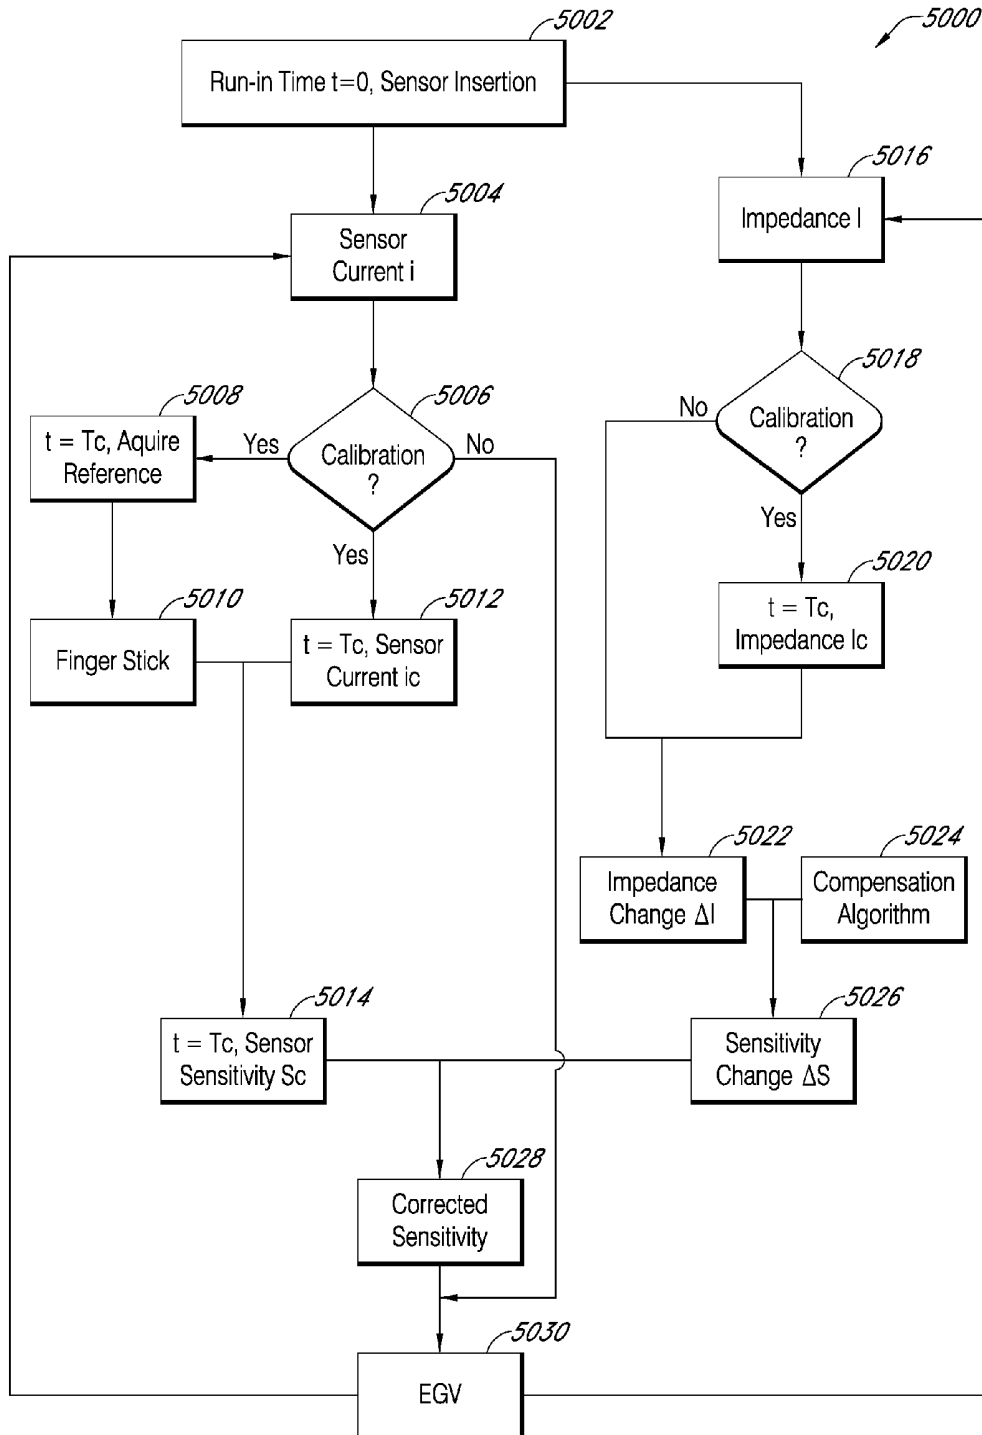 5000
5002
Run-in Time t=0, Sensor Insertion
5004
Sensor
Current i
5016
Impedance I
5006
Calibration
?
Yes
No
Yes
5008
t = Tc, Aquire
Reference
5018
Calibration
?
No
Yes
5010
Finger Stick
5012
t = Tc, Sensor
Current ic
5020
t = Tc,
Impedance Ic
5022
Impedance
Change ΔI
5024
Compensation
Algorithm
5014
t = Tc, Sensor
Sensitivity Sc
5026
Sensitivity
Change ΔS
5028
Corrected
Sensitivity
5030
EGV